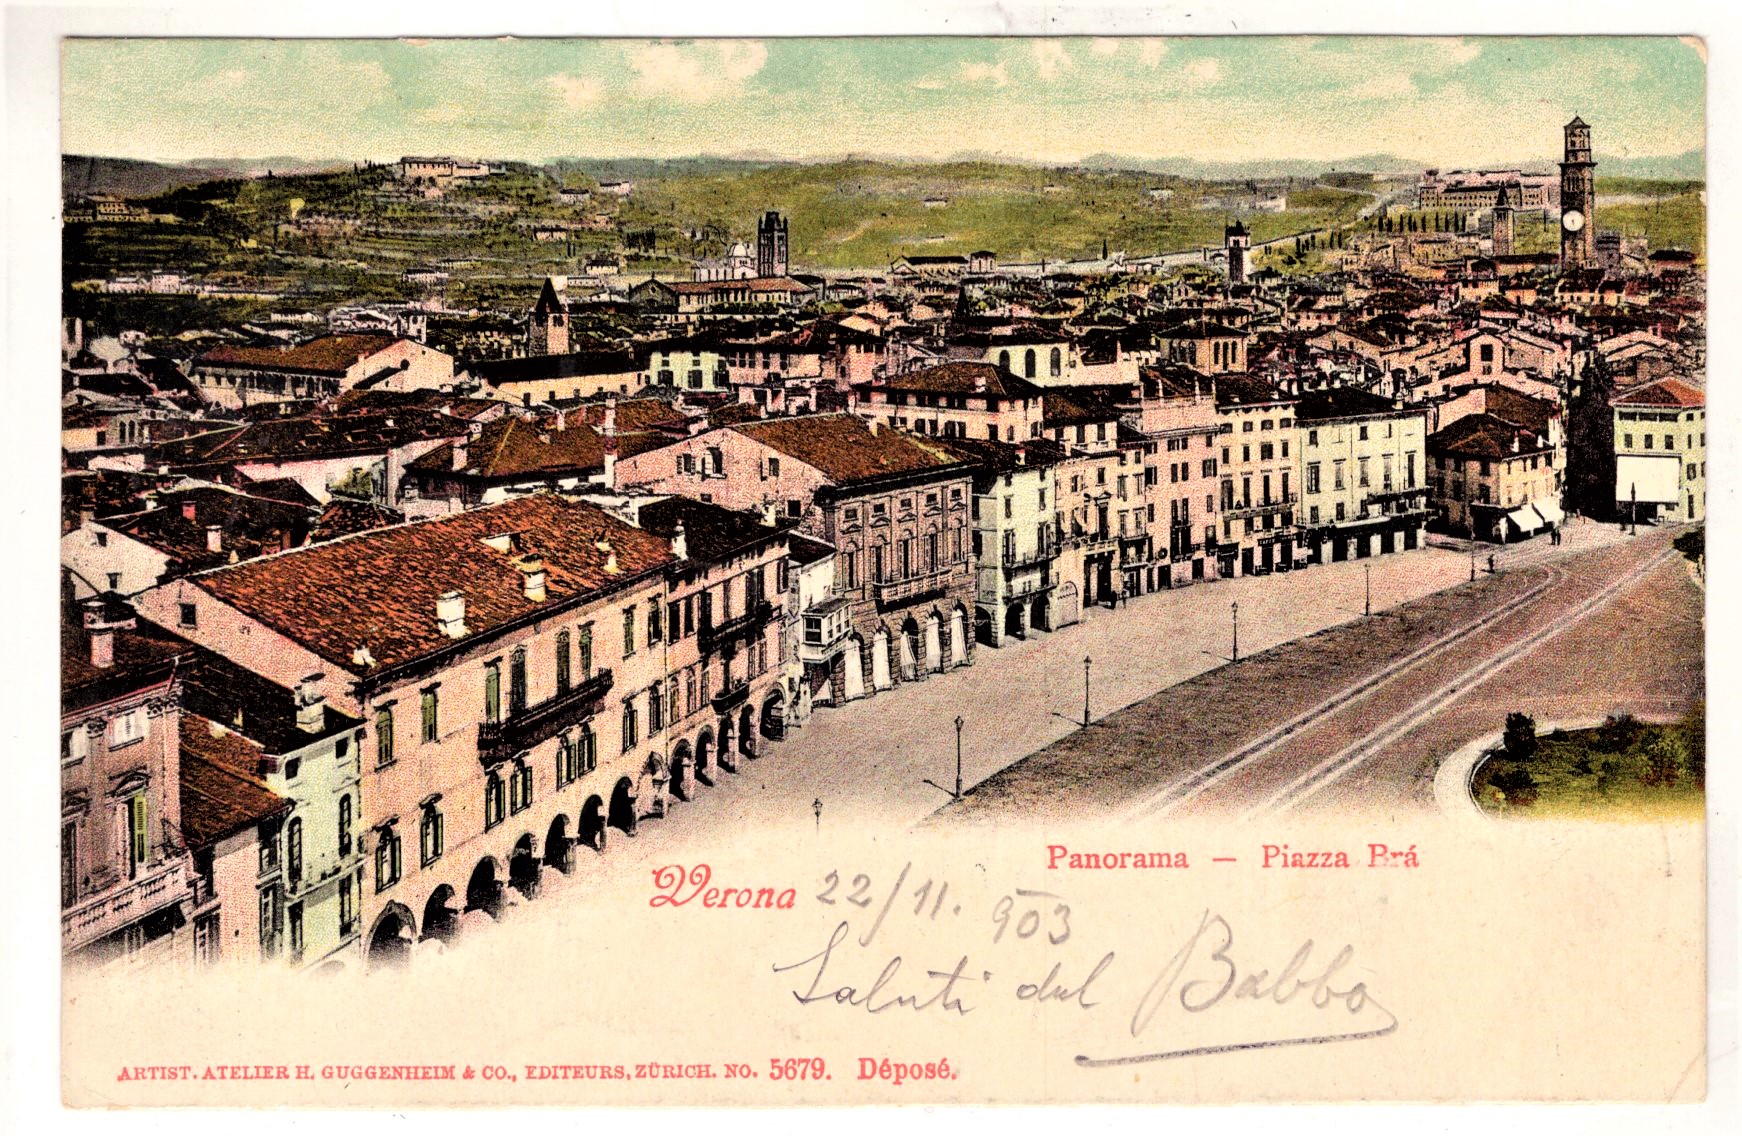 Panorama — Piazza Brá
Verona 22/11. 903
Saluti dal Babbo
ARTIST. ATELIER H. GUGGENHEIM & CO., EDITEURS, ZÜRICH. NO. 5679. Déposé.